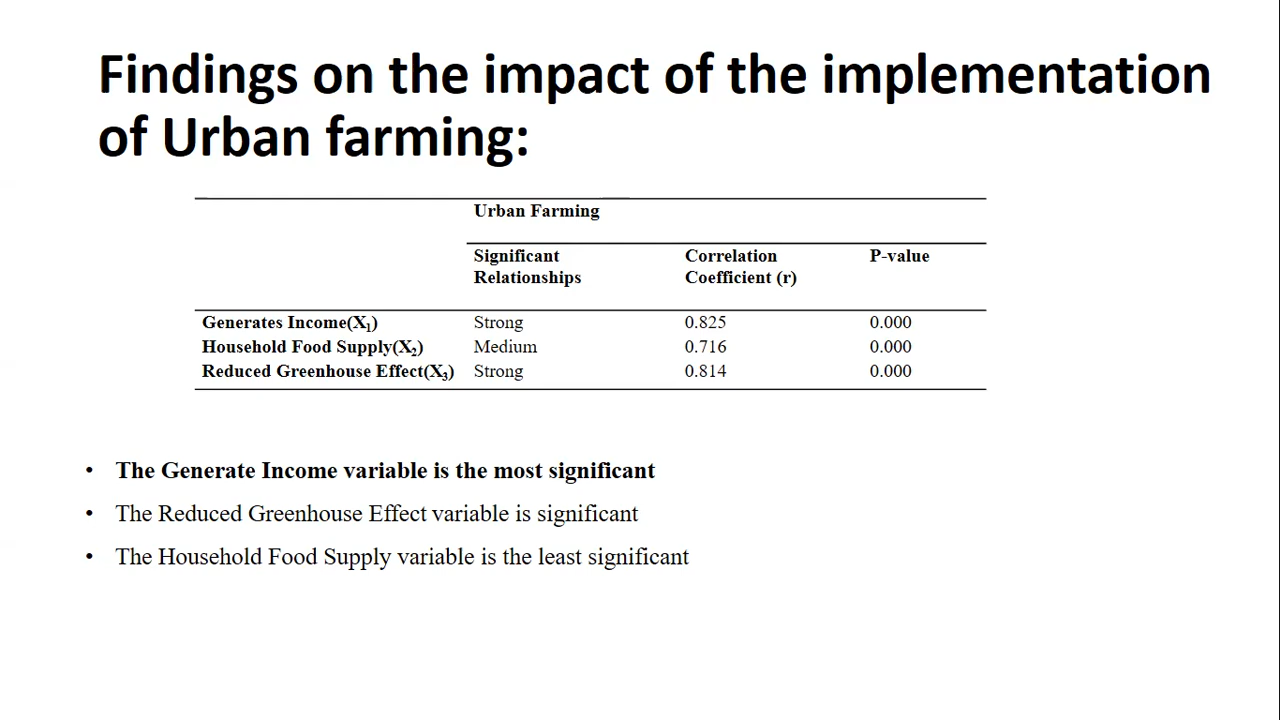 Findings on the impact of the implementation
of Urban farming:
Urban Farming
Significant Relationships Correlation Coefficient (r) P-value
Generates Income(X1) Strong 0.825 0.000
Household Food Supply(X2) Medium 0.716 0.000
Reduced Greenhouse Effect(X3) Strong 0.814 0.000
• The Generate Income variable is the most significant
• The Reduced Greenhouse Effect variable is significant
• The Household Food Supply variable is the least significant